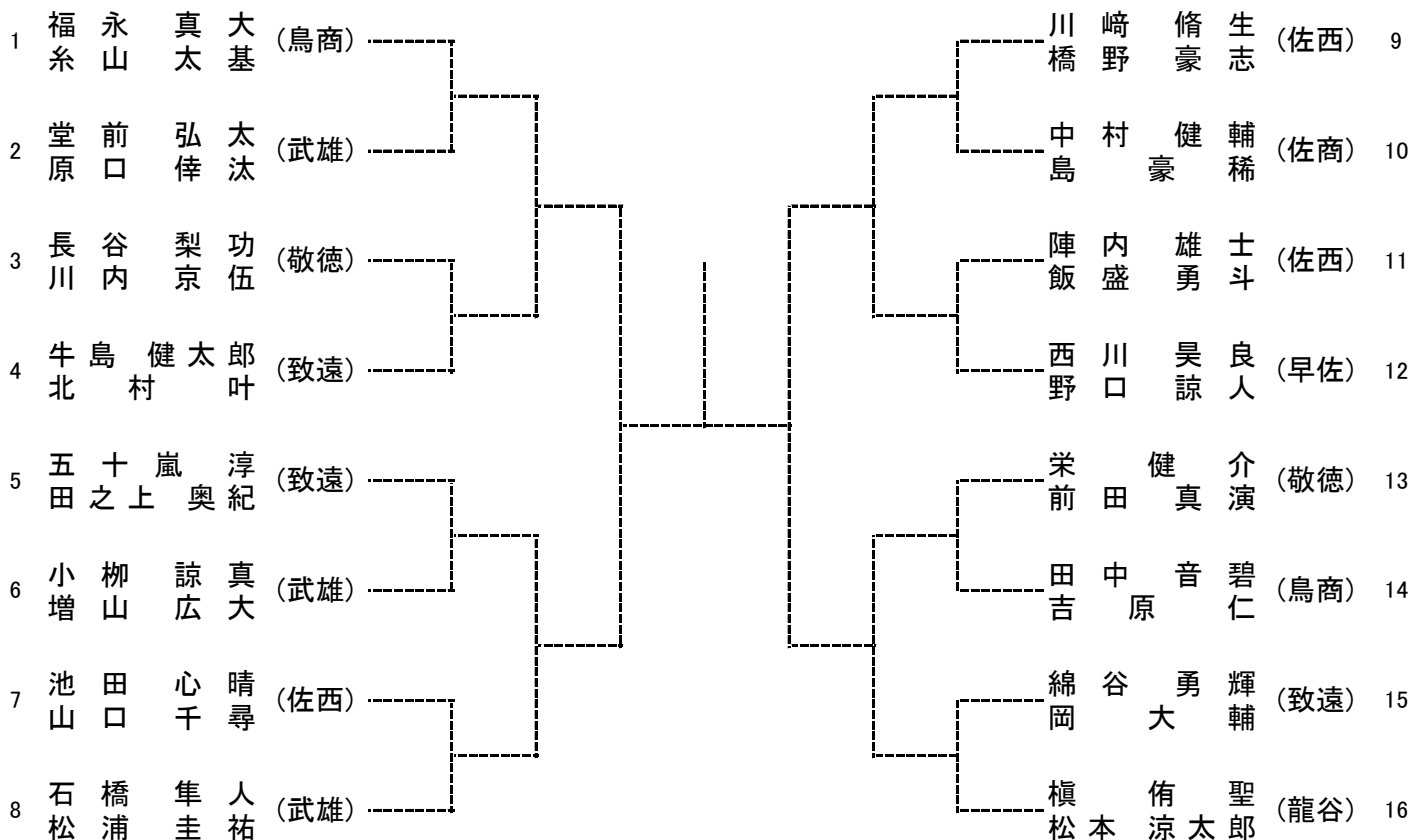 1 福永 真大 (鳥商)
糸山 太基
2 堂前 弘太 (武雄)
原口 倖汰
3 長谷 梨功 (敬徳)
川内 京伍
4 牛島 健太郎 (致遠)
北村 叶
5 五十嵐 淳 (致遠)
田之上 奥紀
6 小栁 諒真 (武雄)
増山 広大
7 池田 心晴 (佐西)
山口 千尋
8 石橋 隼人 (武雄)
松浦 圭祐
川﨑 脩生 (佐西) 9
橋野 豪志
中村 健輔 (佐商) 10
島 豪稀
陣内 雄士 (佐西) 11
飯盛 勇斗
西川 昊良 (早佐) 12
野口 諒人
栄 健介 (敬徳) 13
前田 真演
田中 音碧 (鳥商) 14
吉原 仁
綿谷 勇輝 (致遠) 15
岡 大輔
槇 侑聖 (龍谷) 16
松本 涼太郎